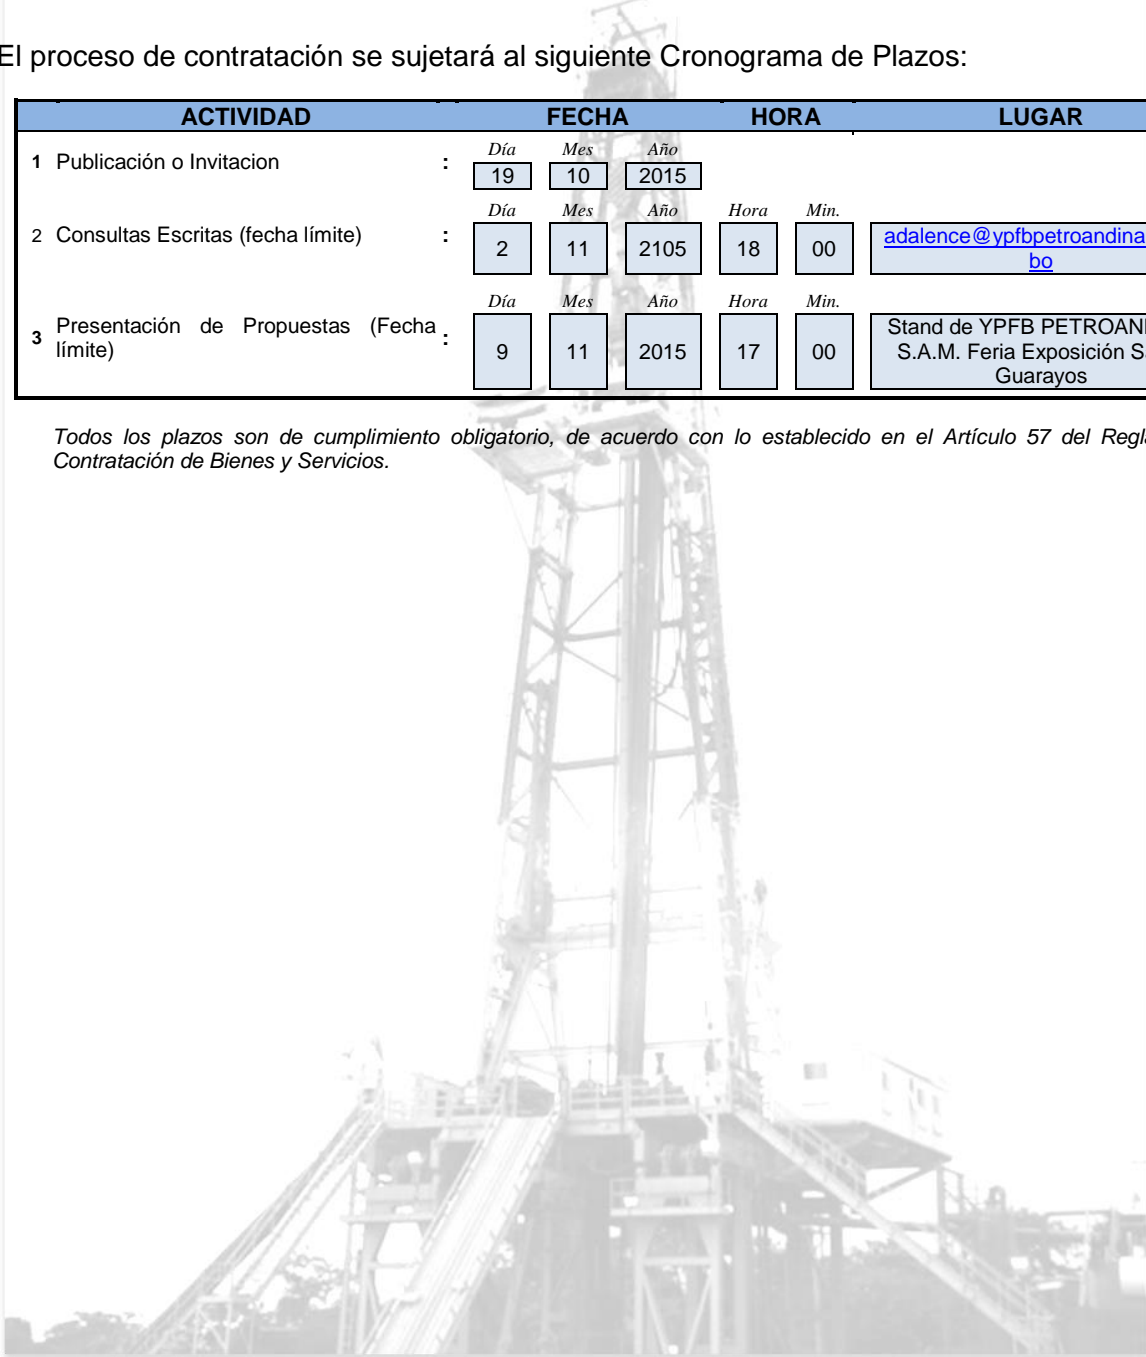 El proceso de contratación se sujetará al siguiente Cronograma de Plazos:
ACTIVIDAD FECHA HORA LUGAR
Día Mes Año
1 Publicación o Invitacion : 19 10 2015
Día Mes Año Hora Min.
2 Consultas Escritas (fecha límite) : 2 11 2105 18 00 adalence@ypfbpetroandina
bo
Día Mes Año Hora Min.
3 Presentación de Propuestas (Fecha
límite) : 9 11 2015 17 00 Stand de YPFB
S.A.M. Feria Exposición
Guarayos
Todos los plazos son de cumplimiento obligatorio, de acuerdo con lo establecido en el Artículo 57 del
Contratación de Bienes y Servicios.